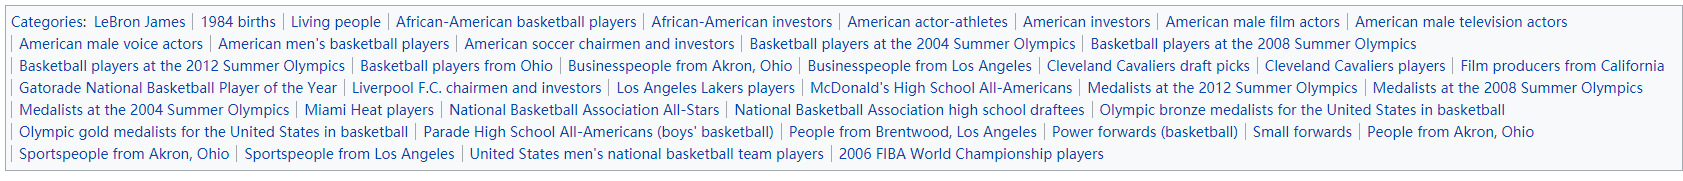 Categories: LeBron James | 1984 births | Living people | African-American basketball players | African-American investors | American actor-athletes | American investors | American male film actors | American male television actors
| American male voice actors | American men's basketball players | American soccer chairmen and investors | Basketball players at the 2004 Summer Olympics | Basketball players at the 2008 Summer Olympics
| Basketball players at the 2012 Summer Olympics | Basketball players from Ohio | Businesspeople from Akron, Ohio | Businesspeople from Los Angeles | Cleveland Cavaliers draft picks | Cleveland Cavaliers players | Film producers from California
| Gatorade National Basketball Player of the Year | Liverpool F.C. chairmen and investors | Los Angeles Lakers players | McDonald's High School All-Americans | Medalists at the 2012 Summer Olympics | Medalists at the 2008 Summer Olympics
| Medalists at the 2004 Summer Olympics | Miami Heat players | National Basketball Association All-Stars | National Basketball Association high school draftees | Olympic bronze medalists for the United States in basketball
| Olympic gold medalists for the United States in basketball | Parade High School All-Americans (boys' basketball) | People from Brentwood, Los Angeles | Power forwards (basketball) | Small forwards | People from Akron, Ohio
| Sportspeople from Akron, Ohio | Sportspeople from Los Angeles | United States men's national basketball team players | 2006 FIBA World Championship players